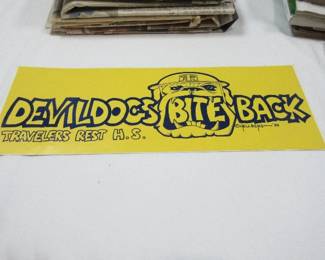 DEVILDOGS BITE BACK
TRAVELERS REST H.S.